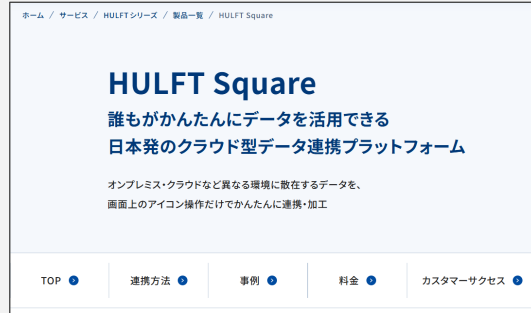 ホーム / サービス / HULFTシリーズ / 製品一覧 / HULFT Square
HULFT Square
誰もがかんたんにデータを活用できる
日本発のクラウド型データ連携プラットフォーム
オンプレミス・クラウドなど異なる環境に散在するデータを、
画面上のアイコン操作だけでかんたんに連携・加工
TOP 連携方法 事例 料金 カスタマーサクセス